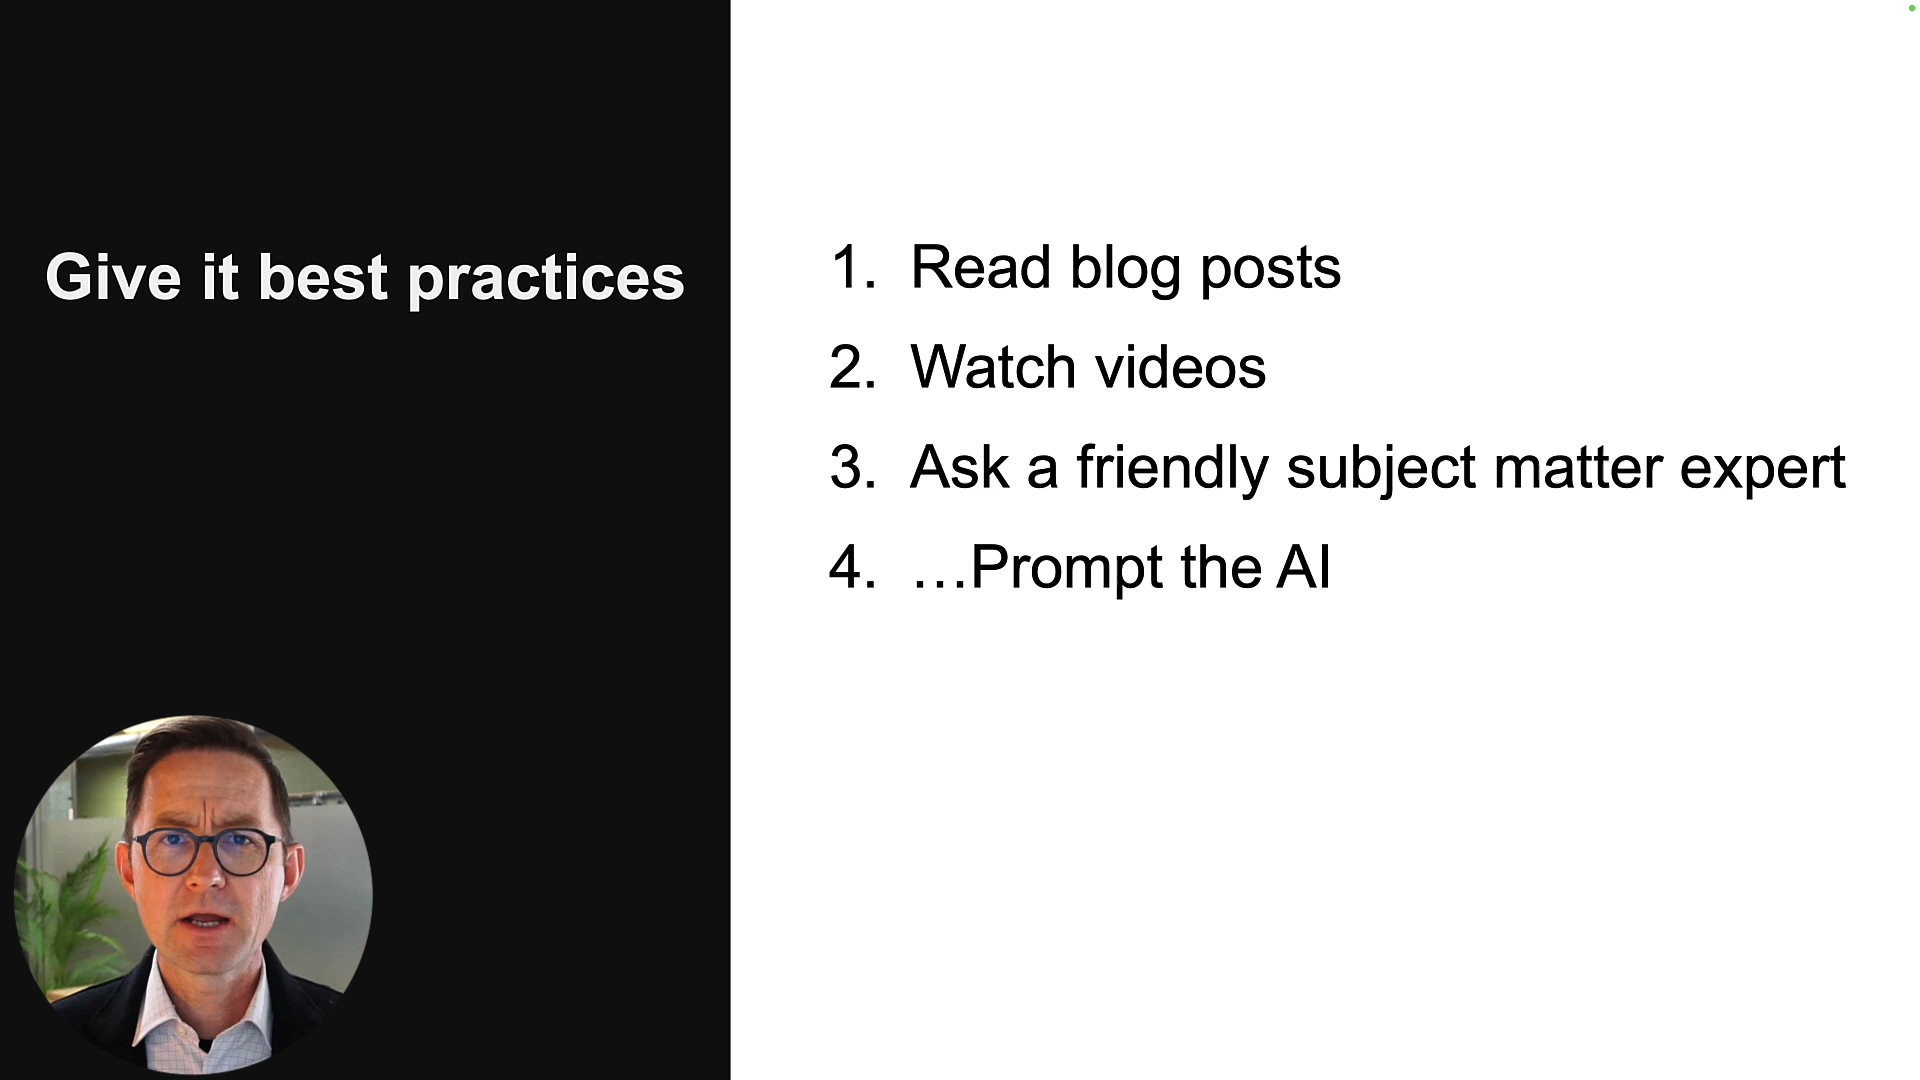 Give it best practices
1. Read blog posts
2. Watch videos
3. Ask a friendly subject matter expert
4. …Prompt the AI